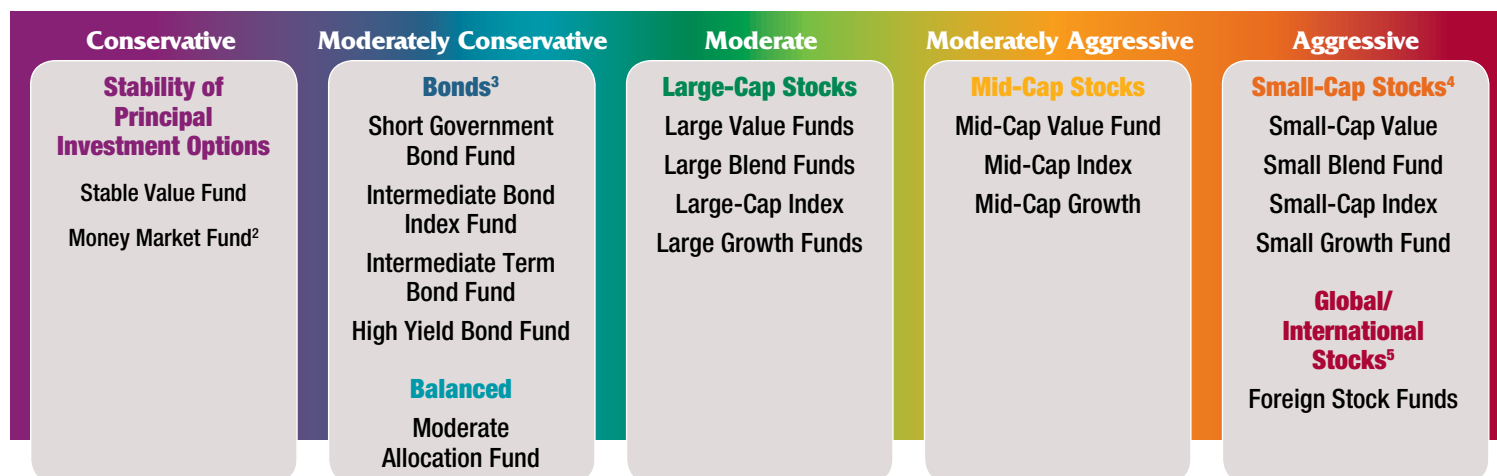 Conservative
Stability of
Principal
Investment Options
Stable Value Fund
Money Market Fund²
Moderately Conservative
Bonds³
Short Government
Bond Fund
Intermediate Bond
Index Fund
Intermediate Term
Bond Fund
High Yield Bond Fund
Balanced
Moderate
Allocation Fund
Moderate
Large-Cap Stocks
Large Value Funds
Large Blend Funds
Large-Cap Index
Large Growth Funds
Moderately Aggressive
Mid-Cap Stocks
Mid-Cap Value Fund
Mid-Cap Index
Mid-Cap Growth
Aggressive
Small-Cap Stocks⁴
Small-Cap Value
Small Blend Fund
Small-Cap Index
Small Growth Fund
Global/
International
Stocks⁵
Foreign Stock Funds